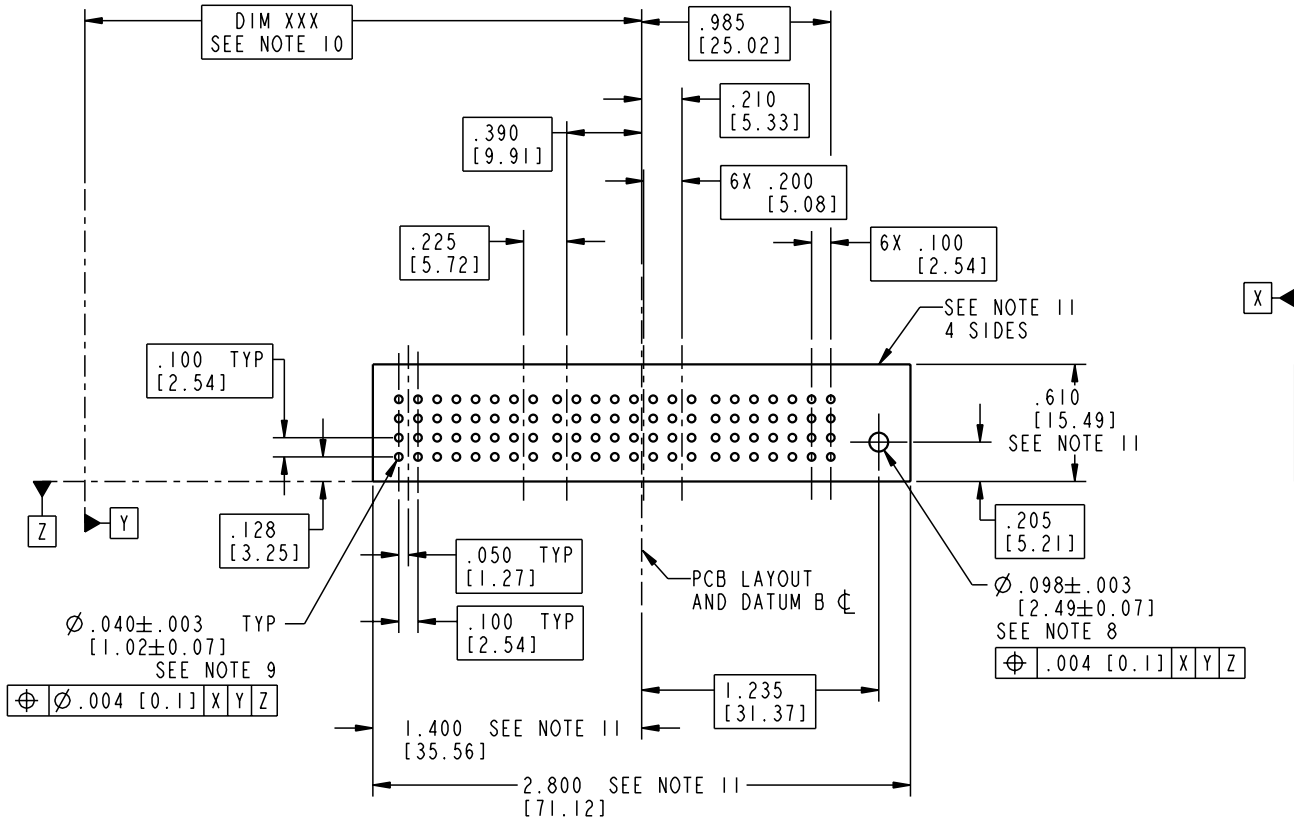 DIM XXX
SEE NOTE 10
.985
[25.02]
.210
[5.33]
.390
[9.91]
6X .200
[5.08]
.225
[5.72]
6X .100
[2.54]
X
SEE NOTE 11
4 SIDES
.100 TYP
[2.54]
.610
[15.49]
SEE NOTE 11
Z
Y
.128
[3.25]
.205
[5.21]
.050 TYP
[1.27]
PCB LAYOUT
AND DATUM B ℄
Ø.098±.003
[2.49±0.07]
SEE NOTE 8
⌖ .004 [0.1] X Y Z
Ø.040±.003 TYP
[1.02±0.07]
SEE NOTE 9
⌖ Ø.004 [0.1] X Y Z
.100 TYP
[2.54]
1.235
[31.37]
1.400 SEE NOTE 11
[35.56]
2.800 SEE NOTE 11
[71.12]